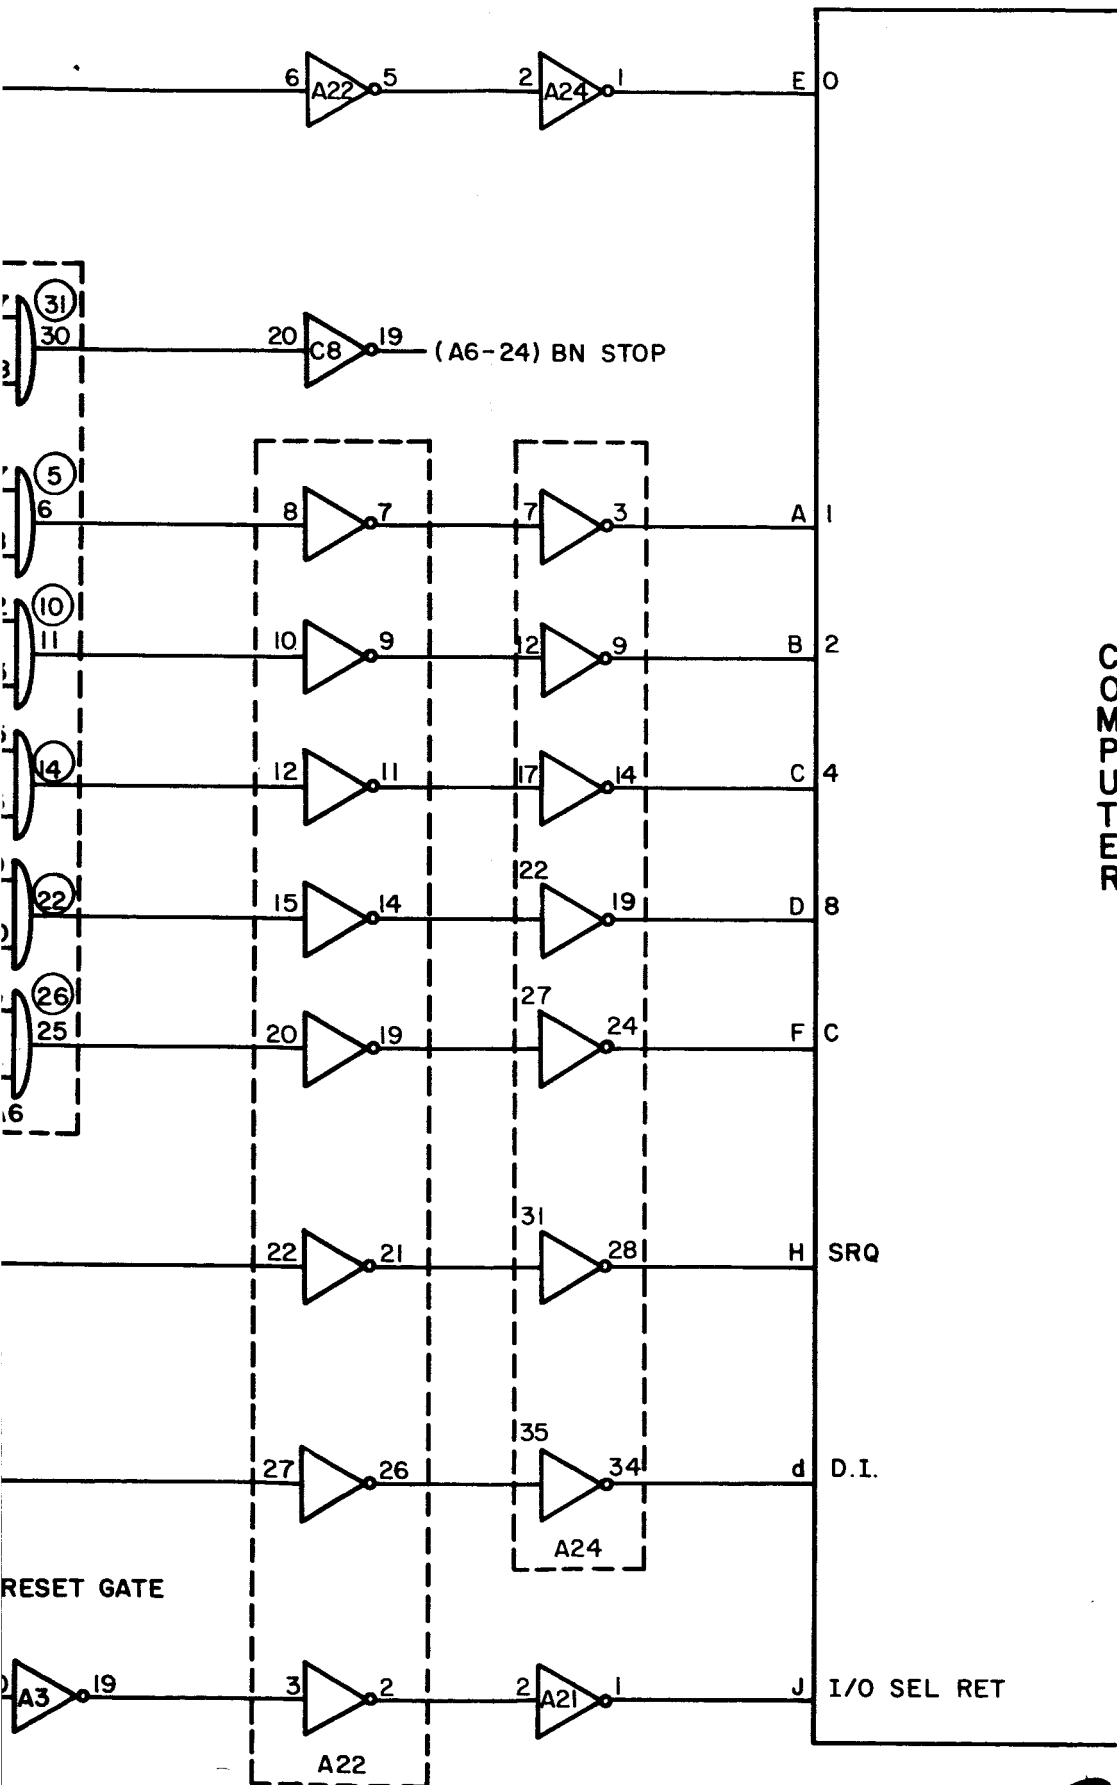 6 A22 5 2 A24 1 E 0
31
30 20 C8 19 (A6-24) BN STOP
5
6 8 7 7 3 A 1
10
11 10 9 12 9 B 2
14 12 11 17 14 C 4
22
22 15 14 19 D 8
26 27
25 20 19 24 F C
31
22 21 28 H SRQ
35
27 26 34 d D.I.
A24
RESET GATE
A3 19 3 2 2 A21 1 J I/O SEL RET
A22
COMPUTER